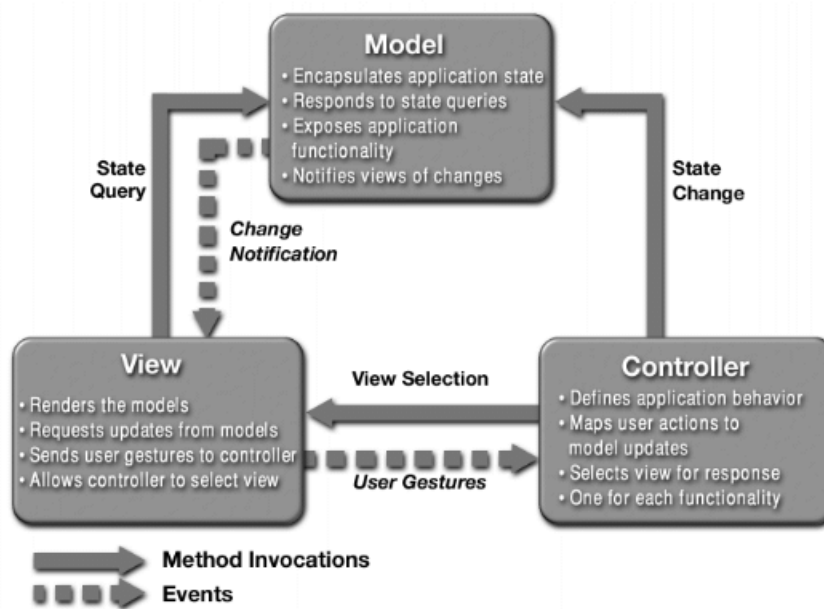 Model
• Encapsulates application state
• Responds to state queries
• Exposes application
functionality
• Notifies views of changes
State
Query
Change
Notification
State
Change
View
• Renders the models
• Requests updates from models
• Sends user gestures to controller
• Allows controller to select view
View Selection
User Gestures
Controller
• Defines application behavior
• Maps user actions to
model updates
• Selects view for response
• One for each functionality
Method Invocations
Events